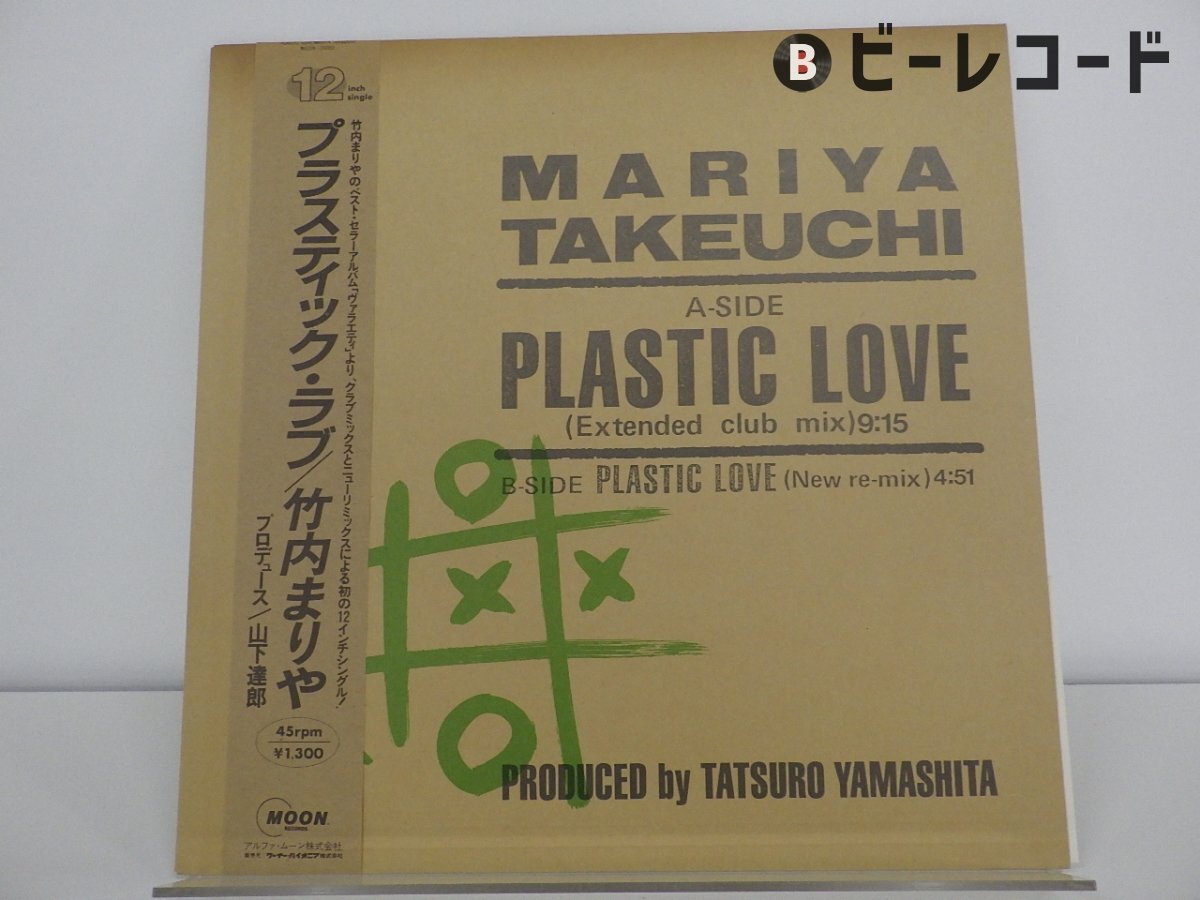 B ビーレコード
12 inch single
プラスティック・ラブ/竹内まりや
竹内まりやのベスト・セラーアルバム「ヴァラエティ」より、クラブミックスとニューリミックスによる初の12インチシングル!
プロデュース/山下達郎
45rpm
¥1,300
MOON
RECORDS
アルファ・ムーン株式会社
発売元/ワーナー・パイオニア株式会社
MARIYA
TAKEUCHI
A-SIDE
PLASTIC LOVE
(Extended club mix)9:15
B-SIDE PLASTIC LOVE (New re-mix)4:51
PRODUCED by TATSURO YAMASHITA